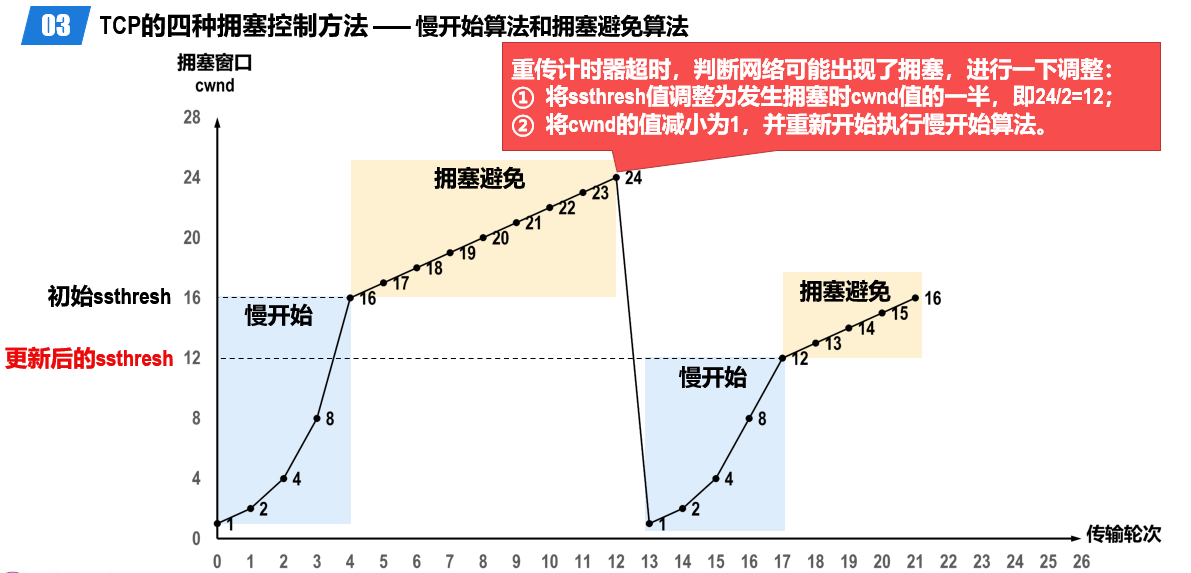 03 TCP的四种拥塞控制方法 —— 慢开始算法和拥塞避免算法
拥塞窗口
cwnd
重传计时器超时，判断网络可能出现了拥塞，进行一下调整：
① 将ssthresh值调整为发生拥塞时cwnd值的一半，即24/2=12；
② 将cwnd的值减小为1，并重新开始执行慢开始算法。
28
24
20
初始ssthresh 16
更新后的ssthresh 12
8
4
0
慢开始
拥塞避免
1
2
4
8
16
17
18
19
20
21
22
23
24
慢开始
拥塞避免
1
2
4
8
12
13
14
15
16
0 1 2 3 4 5 6 7 8 9 10 11 12 13 14 15 16 17 18 19 20 21 22 23 24 25 26
传输轮次